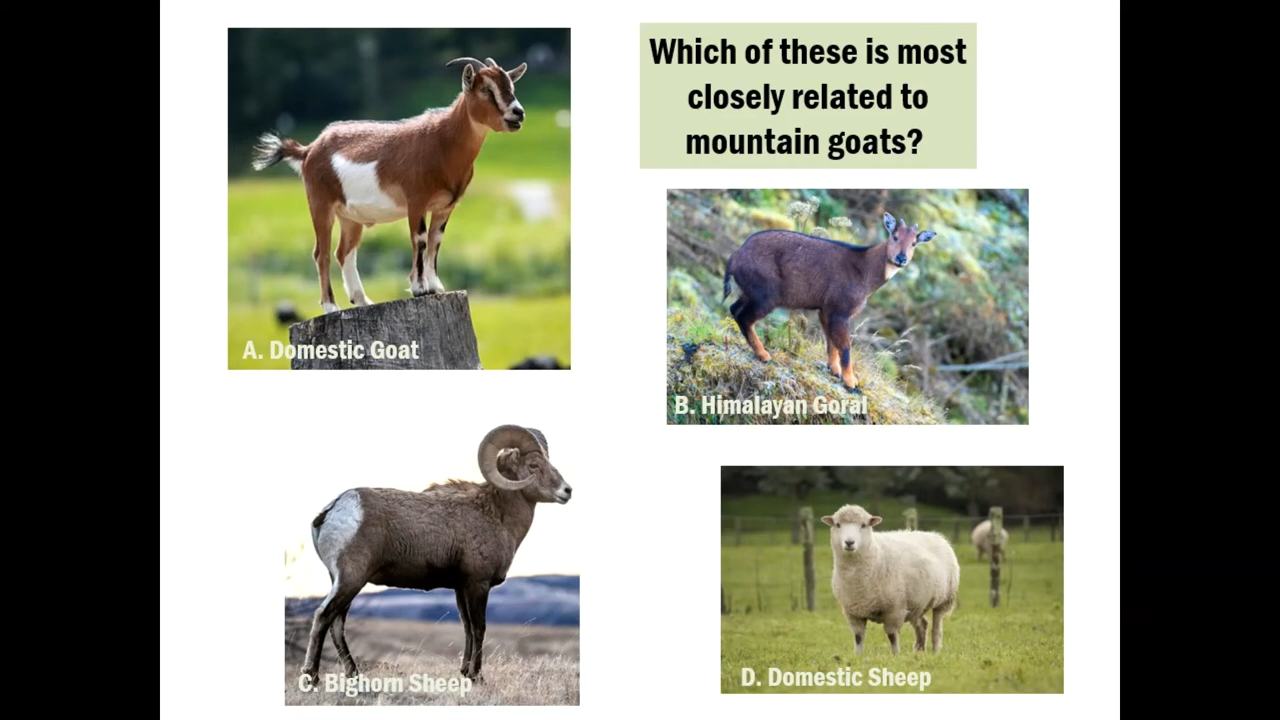 Which of these is most
closely related to
mountain goats?
A. Domestic Goat
B. Himalayan Goral
C. Bighorn Sheep
D. Domestic Sheep